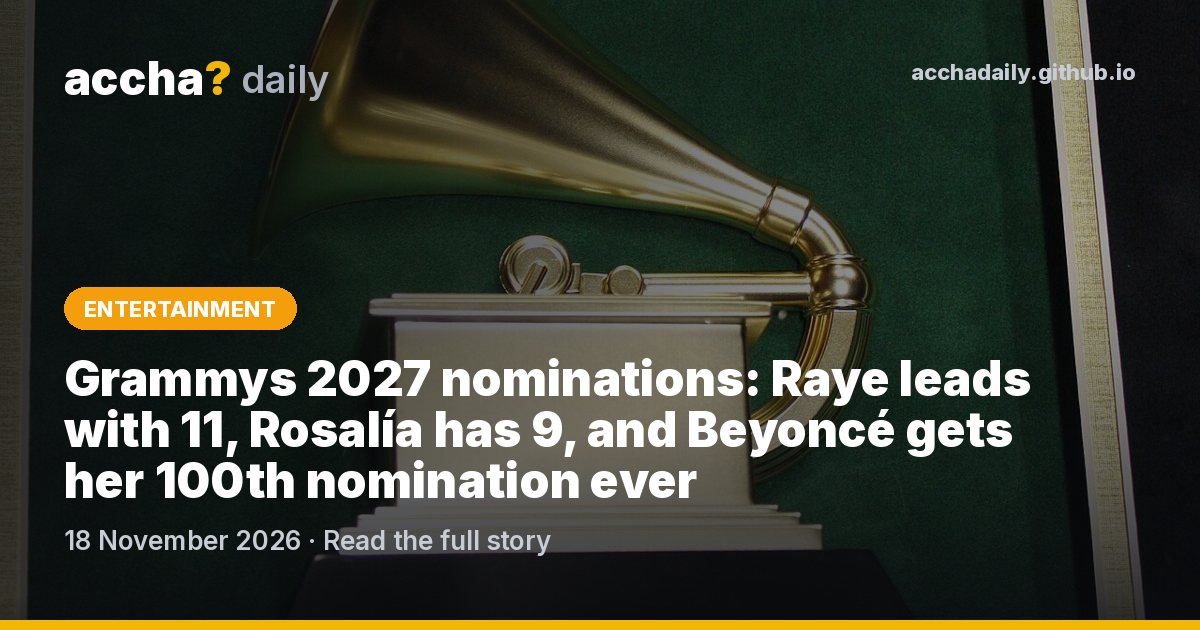 accha? daily
acchadaily.github.io
ENTERTAINMENT
Grammys 2027 nominations: Raye leads
with 11, Rosalía has 9, and Beyoncé gets
her 100th nomination ever
18 November 2026 · Read the full story